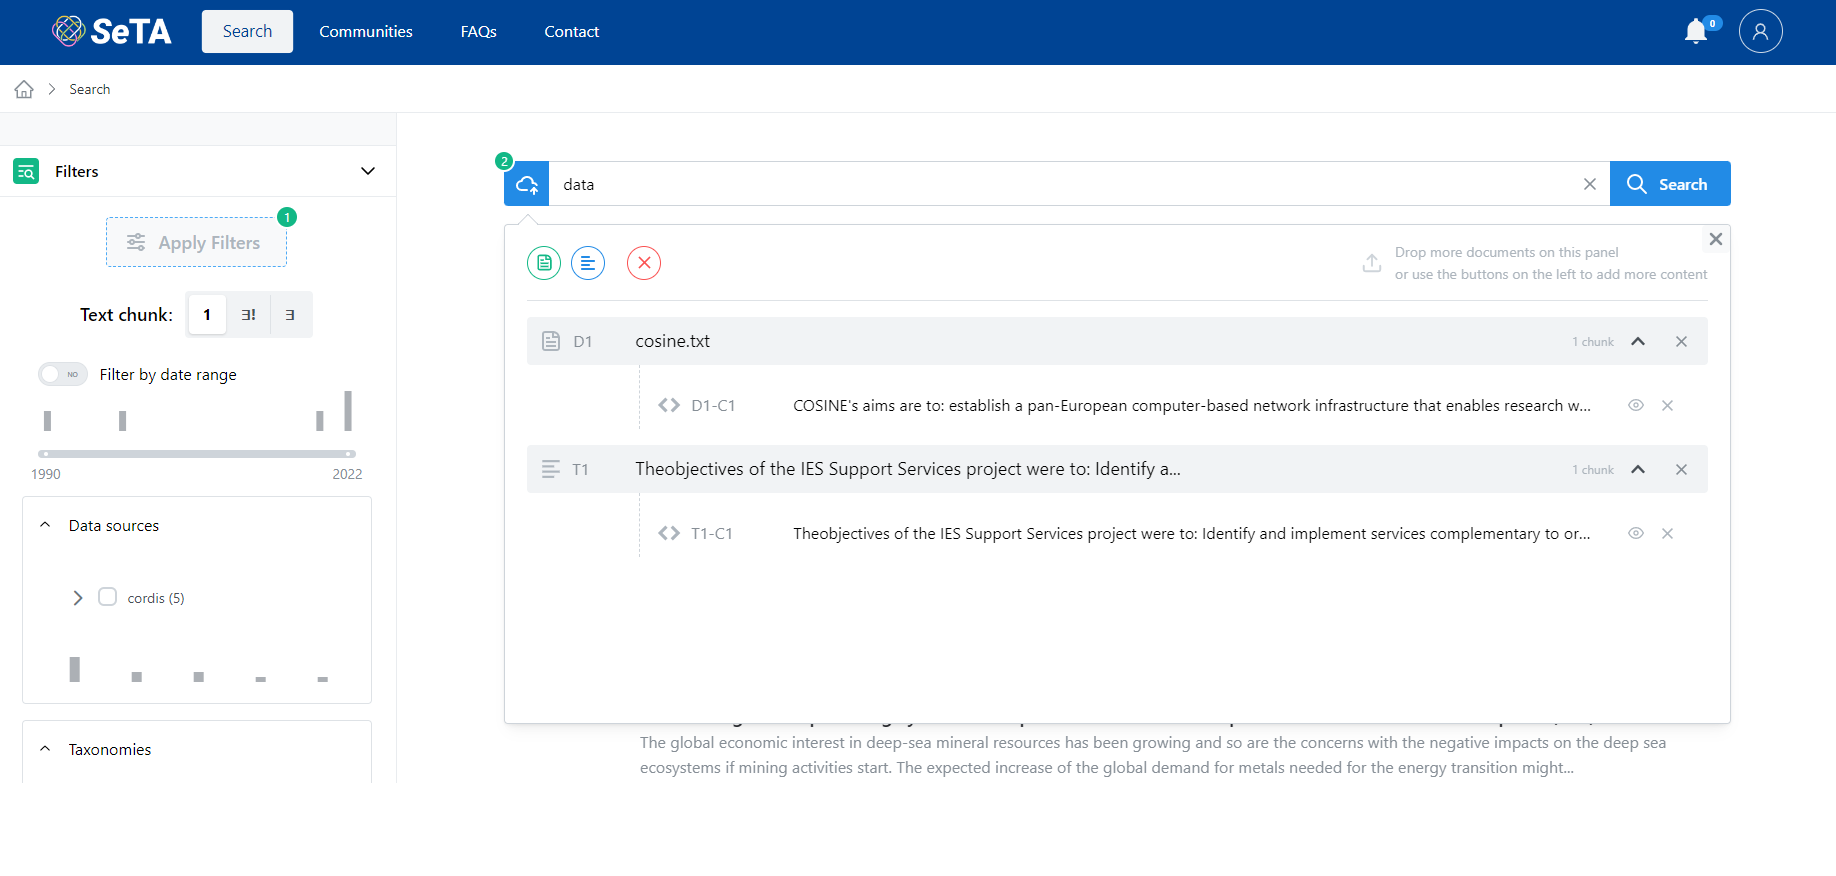 SeTA
Search
Communities
FAQs
Contact
0
Search
Filters
1
Apply Filters
Text chunk:
1
∃!
∃
NO
Filter by date range
1990
2022
Data sources
cordis (5)
Taxonomies
2
data
Search
Drop more documents on this panel
or use the buttons on the left to add more content
D1
cosine.txt
1 chunk
D1-C1
COSINE's aims are to: establish a pan-European computer-based network infrastructure that enables research w...
T1
Theobjectives of the IES Support Services project were to: Identify a...
1 chunk
T1-C1
Theobjectives of the IES Support Services project were to: Identify and implement services complementary to or...
The global economic interest in deep-sea mineral resources has been growing and so are the concerns with the negative impacts on the deep sea
ecosystems if mining activities start. The expected increase of the global demand for metals needed for the energy transition might...